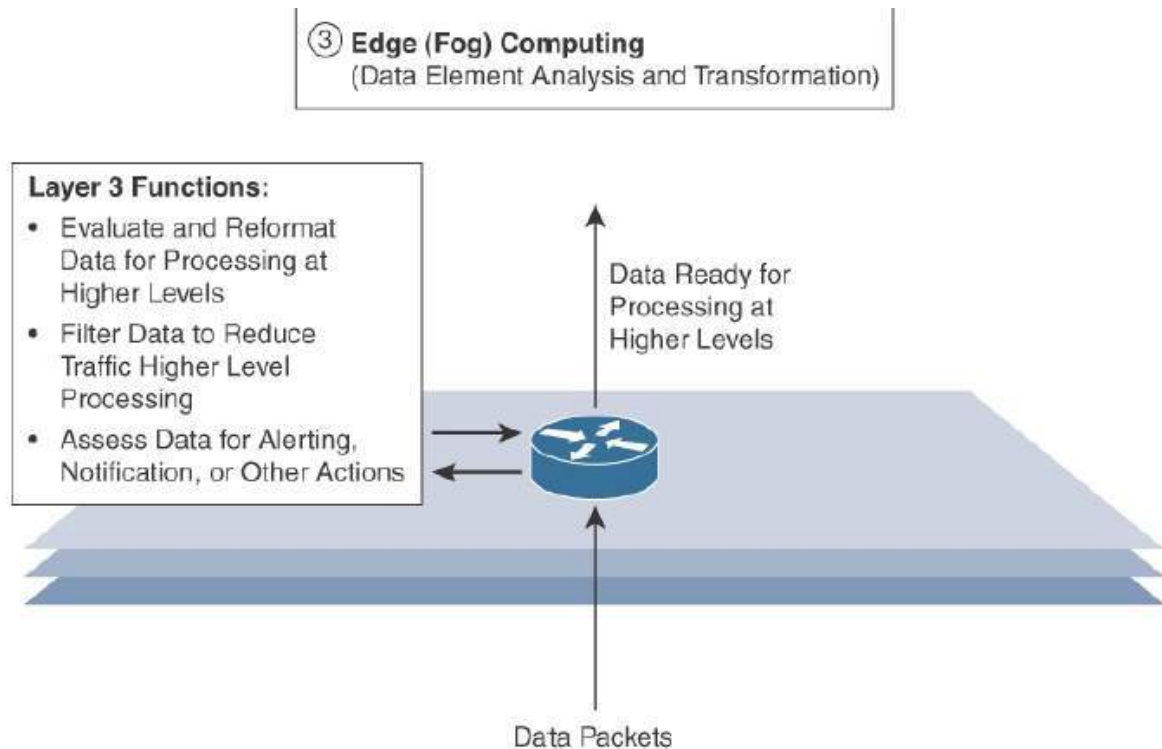 ③ Edge (Fog) Computing
(Data Element Analysis and Transformation)
Layer 3 Functions:
• Evaluate and Reformat
Data for Processing at
Higher Levels
• Filter Data to Reduce
Traffic Higher Level
Processing
• Assess Data for Alerting,
Notification, or Other Actions
Data Ready for
Processing at
Higher Levels
Data Packets